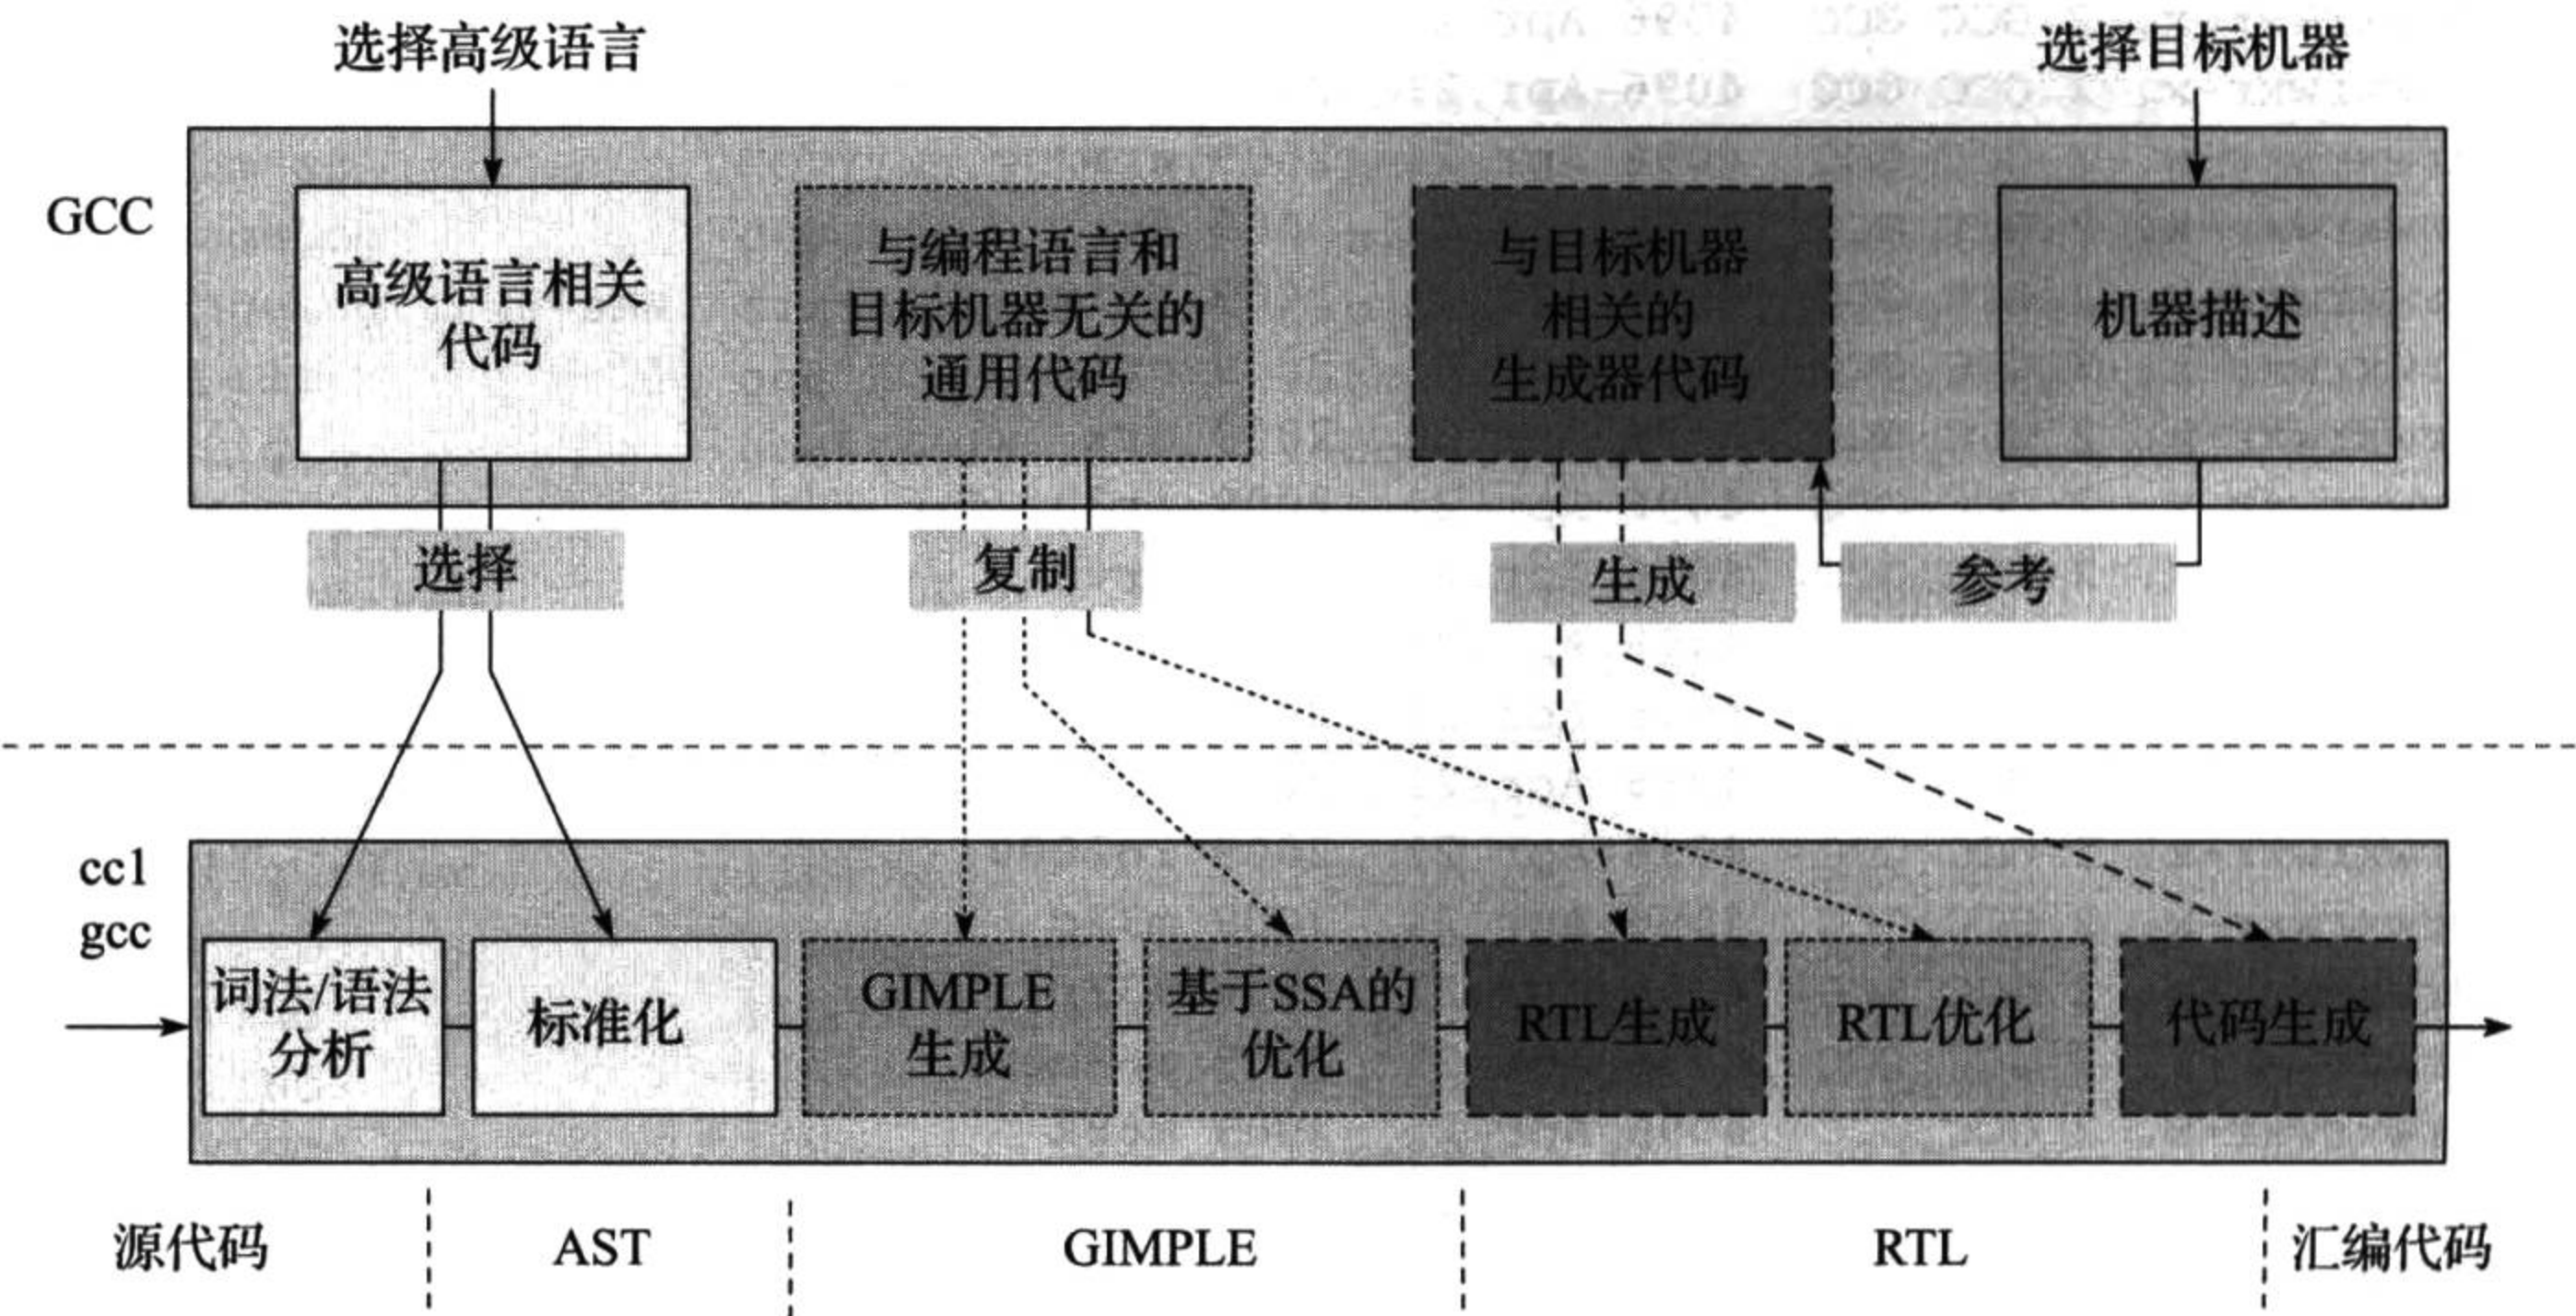 选择高级语言
选择目标机器
GCC
高级语言相关
代码
与编程语言和
目标机器无关的
通用代码
与目标机器
相关的
生成器代码
机器描述
选择
复制
生成
参考
cc1
gcc
词法/语法
分析
标准化
GIMPLE
生成
基于SSA的
优化
RTL生成
RTL优化
代码生成
源代码
AST
GIMPLE
RTL
汇编代码